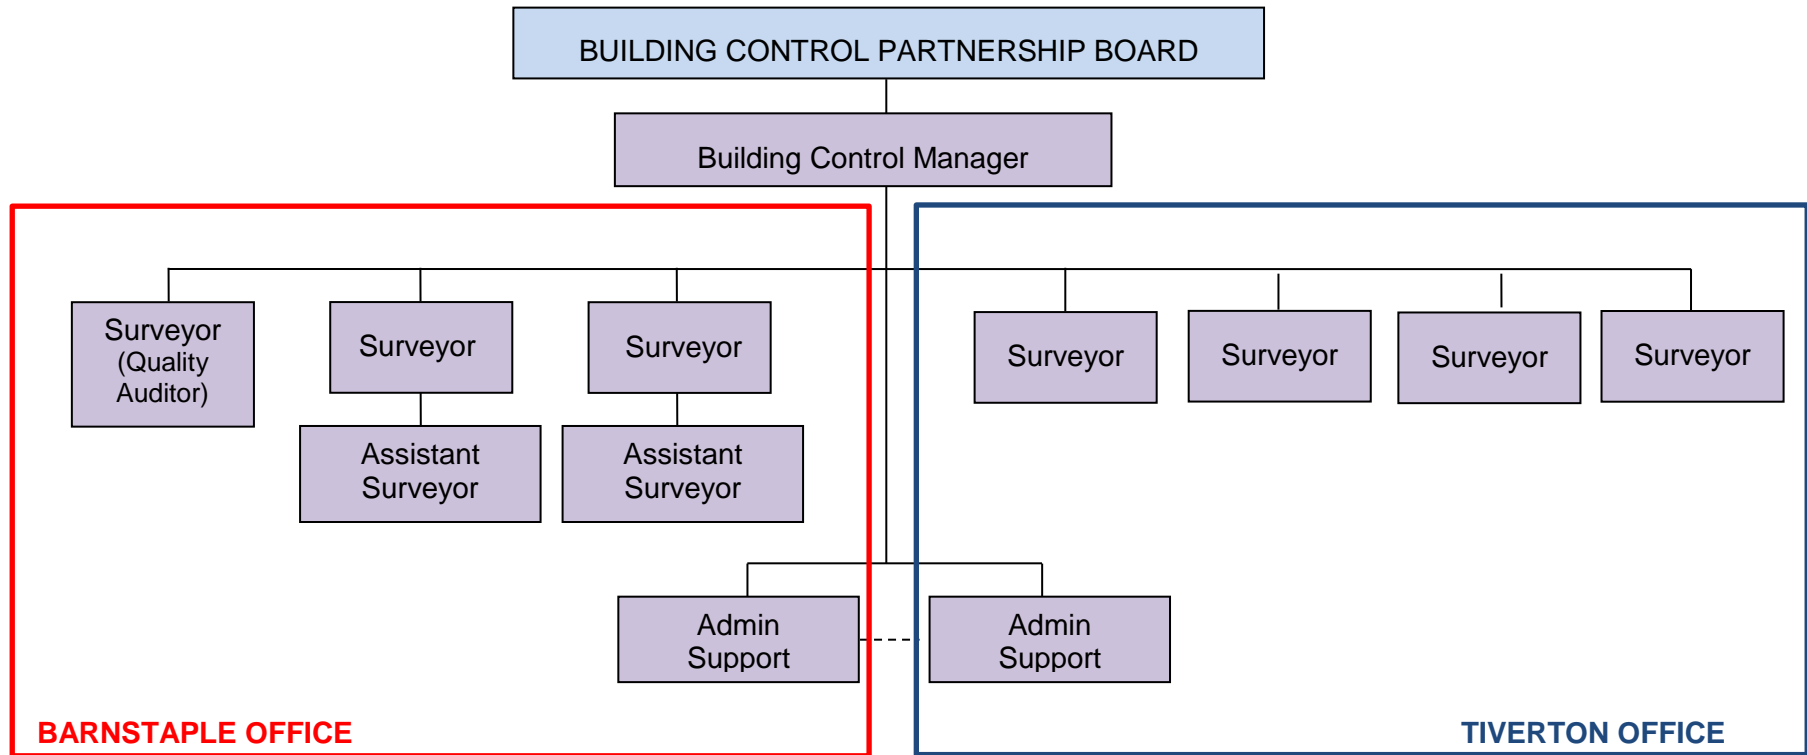 BUILDING CONTROL PARTNERSHIP BOARD
Building Control Manager
Surveyor
(Quality
Auditor)
Surveyor
Surveyor
Surveyor
Surveyor
Surveyor
Surveyor
Assistant
Surveyor
Assistant
Surveyor
Admin
Support
Admin
Support
BARNSTAPLE OFFICE
TIVERTON OFFICE